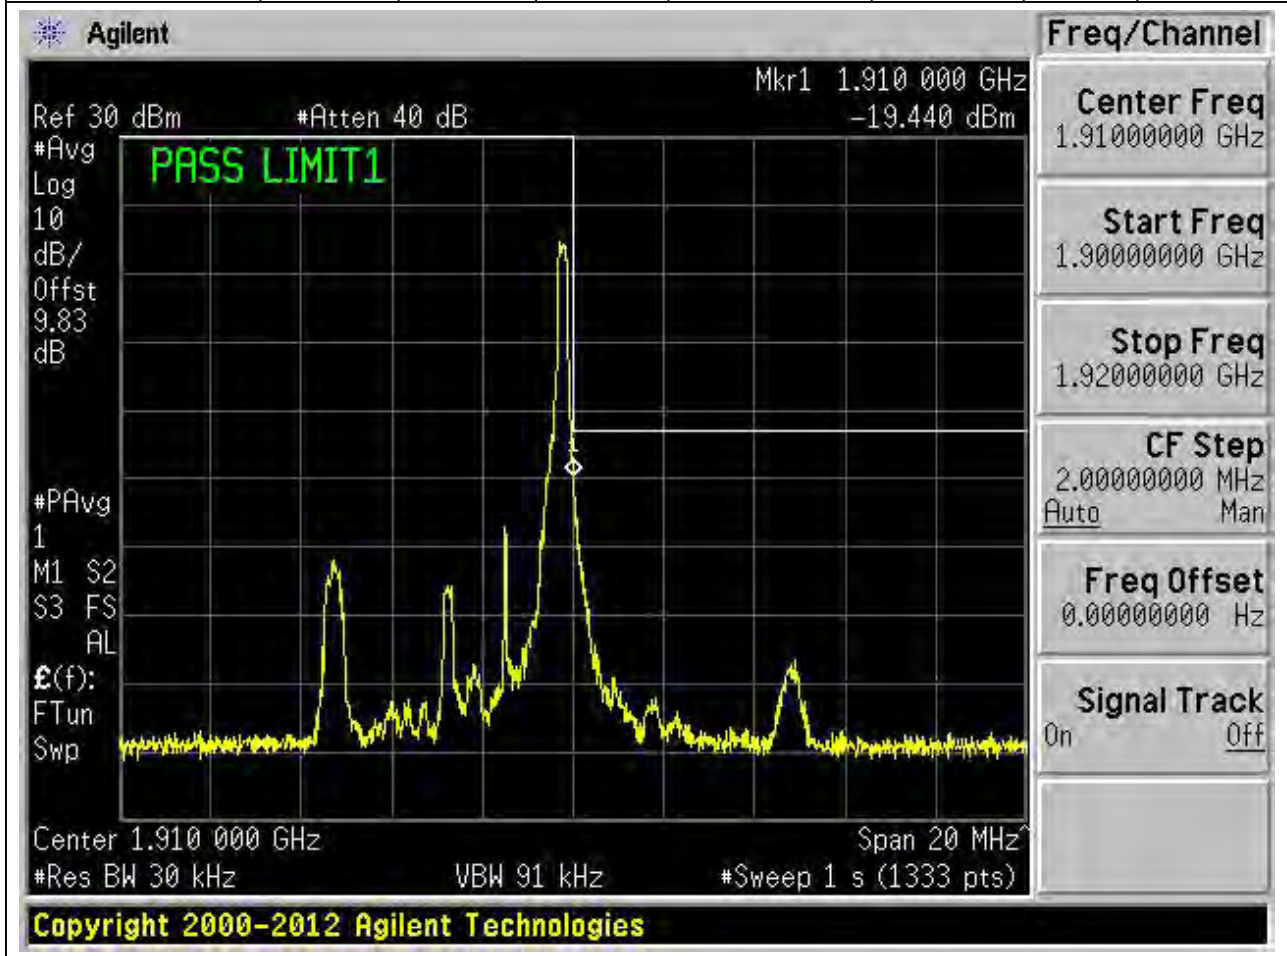 Agilent
Freq/Channel
Mkr1 1.910 000 GHz
Ref 30 dBm #Atten 40 dB -19.440 dBm
#Avg
Log
10
dB/
Offst
9.83
dB
PASS LIMIT1
1
#PAvg
1
M1 S2
S3 FS
AL
£(f):
FTun
Swp
Center 1.910 000 GHz Span 20 MHz^
#Res BW 30 kHz VBW 91 kHz #Sweep 1 s (1333 pts)
Copyright 2000-2012 Agilent Technologies
Center Freq
1.91000000 GHz
Start Freq
1.90000000 GHz
Stop Freq
1.92000000 GHz
CF Step
2.00000000 MHz
Auto Man
Freq Offset
0.00000000 Hz
Signal Track
On Off